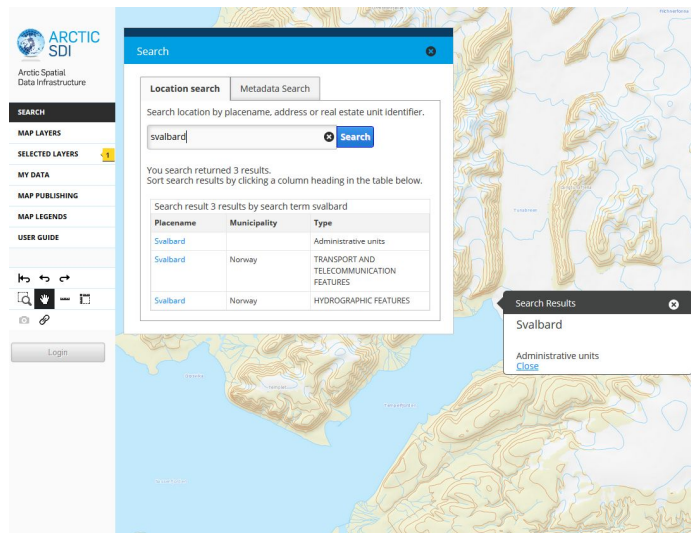 ARCTIC
SDI
Arctic Spatial
Data Infrastructure
SEARCH
MAP LAYERS
SELECTED LAYERS 1
MY DATA
MAP PUBLISHING
MAP LEGENDS
USER GUIDE
Login
Search
Location search Metadata Search
Search location by placename, address or real estate unit identifier.
svalbard Search
You search returned 3 results.
Sort search results by clicking a column heading in the table below.
Search result 3 results by search term svalbard
Placename Municipality Type
Svalbard Administrative units
Svalbard Norway TRANSPORT AND
TELECOMMUNICATION
FEATURES
Svalbard Norway HYDROGRAPHIC FEATURES
Search Results
Svalbard
Administrative units
Close